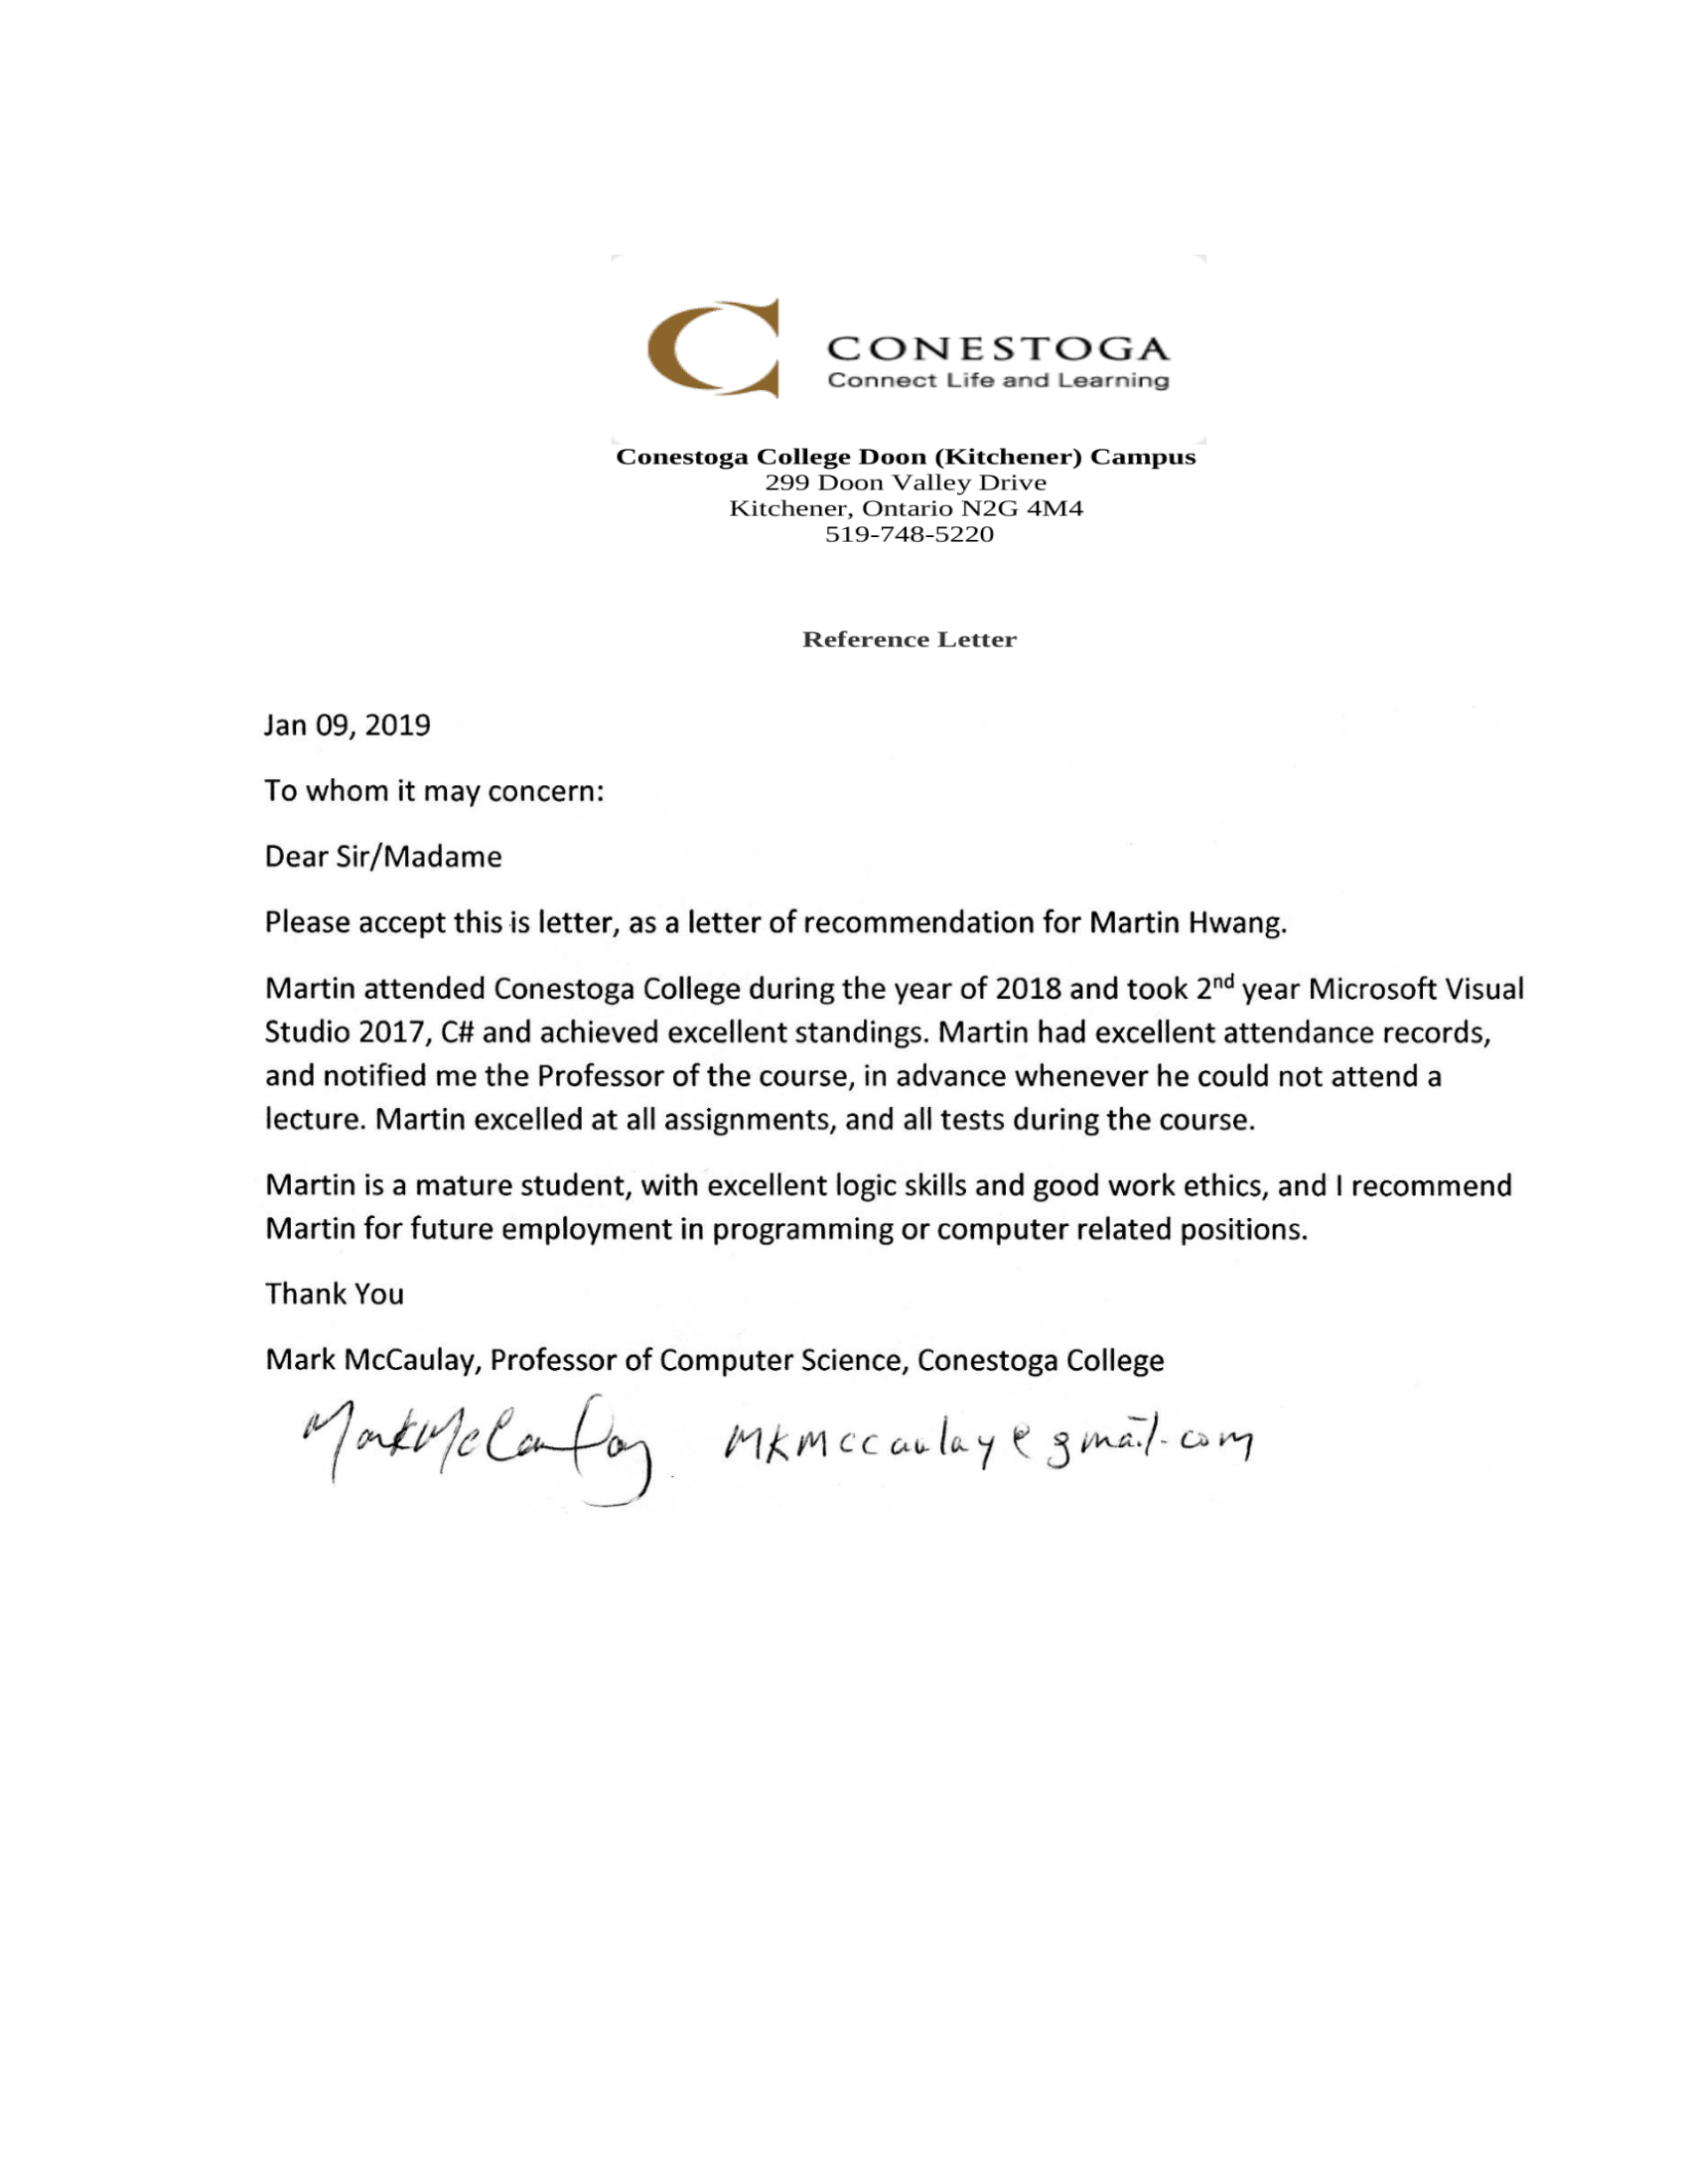 CONESTOGA
Connect Life and Learning
Conestoga College Doon (Kitchener) Campus
299 Doon Valley Drive
Kitchener, Ontario N2G 4M4
519-748-5220
Reference Letter
Jan 09, 2019
To whom it may concern:
Dear Sir/Madame
Please accept this is letter, as a letter of recommendation for Martin Hwang.
Martin attended Conestoga College during the year of 2018 and took 2nd year Microsoft Visual
Studio 2017, C# and achieved excellent standings. Martin had excellent attendance records,
and notified me the Professor of the course, in advance whenever he could not attend a
lecture. Martin excelled at all assignments, and all tests during the course.
Martin is a mature student, with excellent logic skills and good work ethics, and I recommend
Martin for future employment in programming or computer related positions.
Thank You
Mark McCaulay, Professor of Computer Science, Conestoga College
Mark McCaulay mkmccaulay@gmail.com